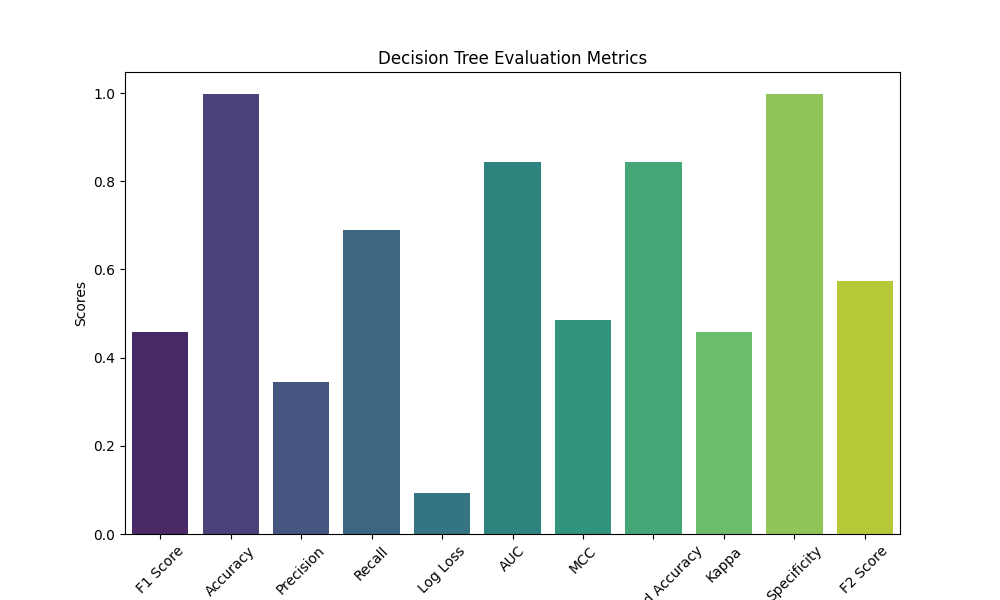 Decision Tree Evaluation Metrics
Scores
1.0
0.8
0.6
0.4
0.2
0.0
F1 Score
Accuracy
Precision
Recall
Log Loss
AUC
MCC
d Accuracy
Kappa
Specificity
F2 Score